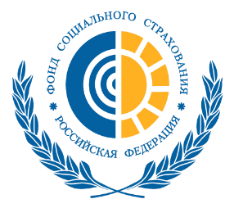 ФОНД СОЦИАЛЬНОГО СТРАХОВАНИЯ
РОССИЙСКАЯ ФЕДЕРАЦИЯ